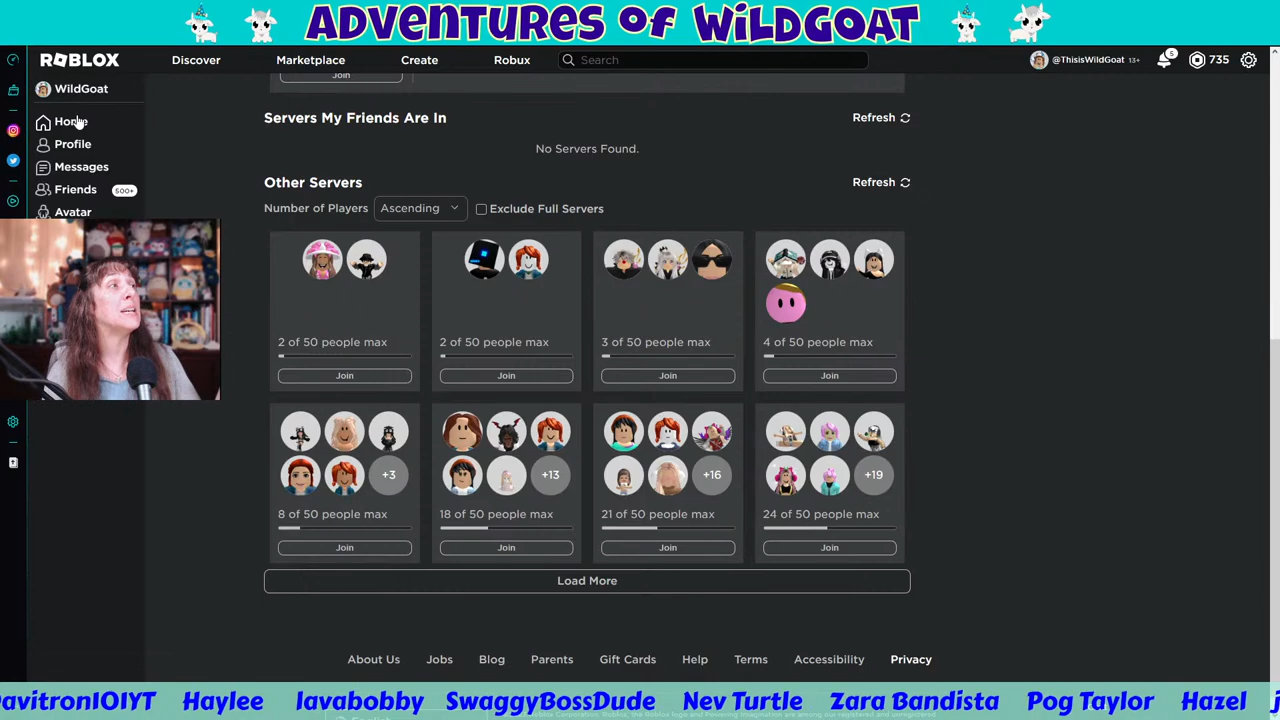 ADVENTURES OF WILDGOAT
ROBLOX
Discover
Marketplace
Create
Robux
Search
@ThisisWildGoat 13+
5
735
WildGoat
Home
Profile
Messages
Friends
500+
Avatar
Join
Servers My Friends Are In
Refresh
No Servers Found.
Other Servers
Refresh
Number of Players
Ascending
Exclude Full Servers
2 of 50 people max
2 of 50 people max
3 of 50 people max
4 of 50 people max
Join
Join
Join
Join
+3
+13
+16
+19
8 of 50 people max
18 of 50 people max
21 of 50 people max
24 of 50 people max
Join
Join
Join
Join
Load More
About Us
Jobs
Blog
Parents
Gift Cards
Help
Terms
Accessibility
Privacy
avitron101YT Haylee lavabobby SwaggyBossDude Nev Turtle Zara Bandista Pog Taylor Hazel